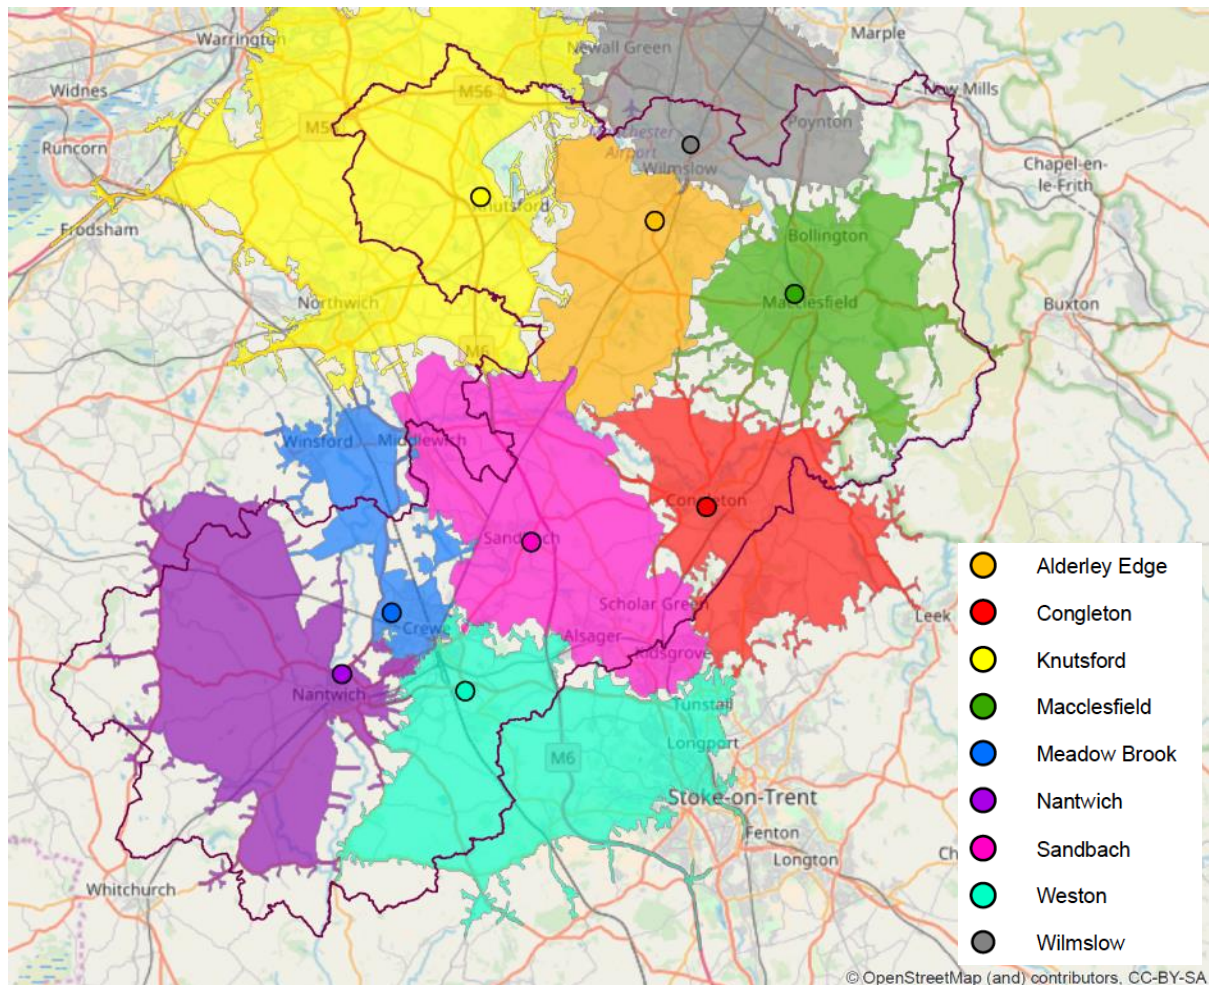 Warrington
Newall Green
Marple
Widnes
M56
New Mills
M56
Poynton
Manchester
Airport
Runcorn
Wilmslow
Chapel-en-
le-Frith
Knutsford
Frodsham
Bollington
Northwich
Macclesfield
Buxton
M6
Winsford
Middlewich
Congleton
Sandbach
Scholar Green
Leek
Crewe
Alsager
Kidsgrove
Nantwich
Tunstall
Longport
M6
Stoke-on-Trent
Fenton
Longton
Ch
Whitchurch
Alderley Edge
Congleton
Knutsford
Macclesfield
Meadow Brook
Nantwich
Sandbach
Weston
Wilmslow
© OpenStreetMap (and) contributors, CC-BY-SA